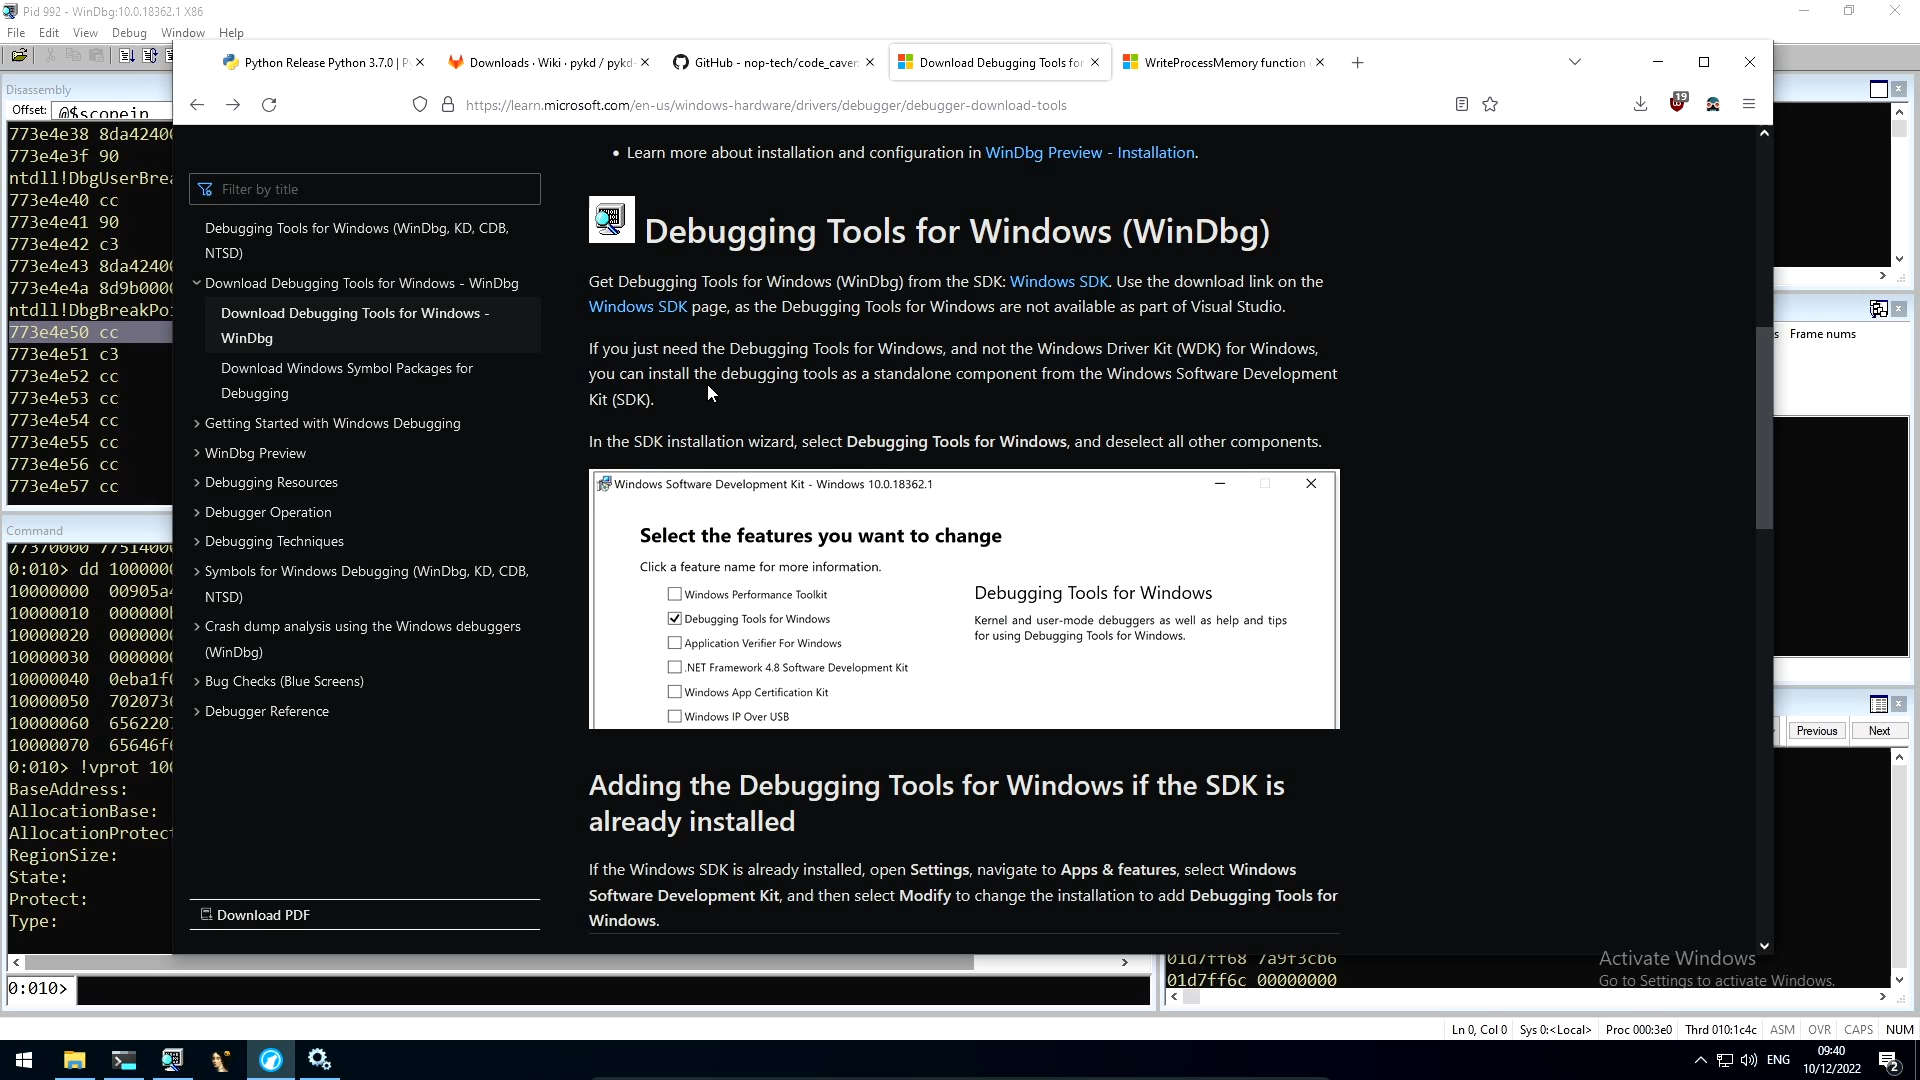 Pid 992 - WinDbg:10.0.18362.1 X86
File Edit View Debug Window Help
Python Release Python 3.7.0 | P
Downloads · Wiki · pykd / pykd-
GitHub - nop-tech/code_caver
Download Debugging Tools for
WriteProcessMemory function
https://learn.microsoft.com/en-us/windows-hardware/drivers/debugger/debugger-download-tools
19
Disassembly
Offset: @$scopeip
773e4e38 8da42400
773e4e3f 90
ntdll!DbgUserBrea
773e4e40 cc
773e4e41 90
773e4e42 c3
773e4e43 8da42400
773e4e4a 8d9b0000
ntdll!DbgBreakPoi
773e4e50 cc
773e4e51 c3
773e4e52 cc
773e4e53 cc
773e4e54 cc
773e4e55 cc
773e4e56 cc
773e4e57 cc
Command
77370000 77514000
0:010> dd 1000000
10000000 00905a4
10000010 000000b
10000020 0000000
10000030 0000000
10000040 0eba1f0
10000050 7020736
10000060 6562207
10000070 65646f6
0:010> !vprot 100
BaseAddress:
AllocationBase:
AllocationProtect
RegionSize:
State:
Protect:
Type:
0:010>
Filter by title
Debugging Tools for Windows (WinDbg, KD, CDB,
NTSD)
Download Debugging Tools for Windows - WinDbg
Download Debugging Tools for Windows -
WinDbg
Download Windows Symbol Packages for
Debugging
Getting Started with Windows Debugging
WinDbg Preview
Debugging Resources
Debugger Operation
Debugging Techniques
Symbols for Windows Debugging (WinDbg, KD, CDB,
NTSD)
Crash dump analysis using the Windows debuggers
(WinDbg)
Bug Checks (Blue Screens)
Debugger Reference
Download PDF
• Learn more about installation and configuration in WinDbg Preview - Installation.
Debugging Tools for Windows (WinDbg)
Get Debugging Tools for Windows (WinDbg) from the SDK: Windows SDK. Use the download link on the
Windows SDK page, as the Debugging Tools for Windows are not available as part of Visual Studio.
If you just need the Debugging Tools for Windows, and not the Windows Driver Kit (WDK) for Windows,
you can install the debugging tools as a standalone component from the Windows Software Development
Kit (SDK).
In the SDK installation wizard, select Debugging Tools for Windows, and deselect all other components.
Windows Software Development Kit - Windows 10.0.18362.1
Select the features you want to change
Click a feature name for more information.
Windows Performance Toolkit
Debugging Tools for Windows
Application Verifier For Windows
.NET Framework 4.8 Software Development Kit
Windows App Certification Kit
Windows IP Over USB
Debugging Tools for Windows
Kernel and user-mode debuggers as well as help and tips
for using Debugging Tools for Windows.
Adding the Debugging Tools for Windows if the SDK is
already installed
If the Windows SDK is already installed, open Settings, navigate to Apps & features, select Windows
Software Development Kit, and then select Modify to change the installation to add Debugging Tools for
Windows.
s Frame nums
Previous Next
01d7ff68 7a9f3cb6
01d7ff6c 00000000
Activate Windows
Go to Settings to activate Windows.
Ln 0, Col 0 Sys 0:<Local> Proc 000:3e0 Thrd 010:1c4c ASM OVR CAPS NUM
ENG
09:40
10/12/2022
2